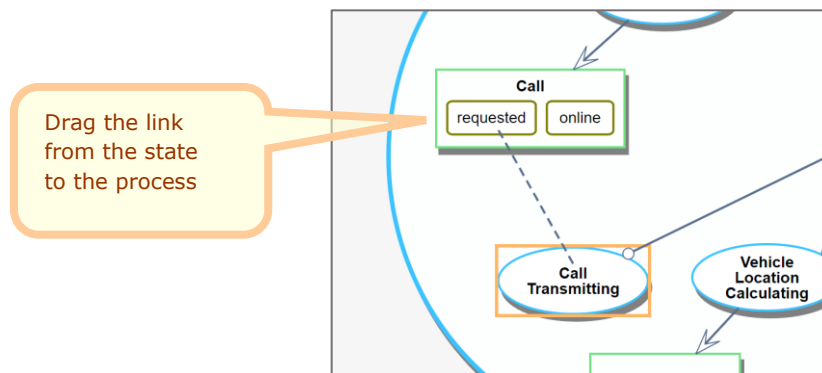 Call
requested
online
Drag the link
from the state
to the process
Call
Transmitting
Vehicle
Location
Calculating